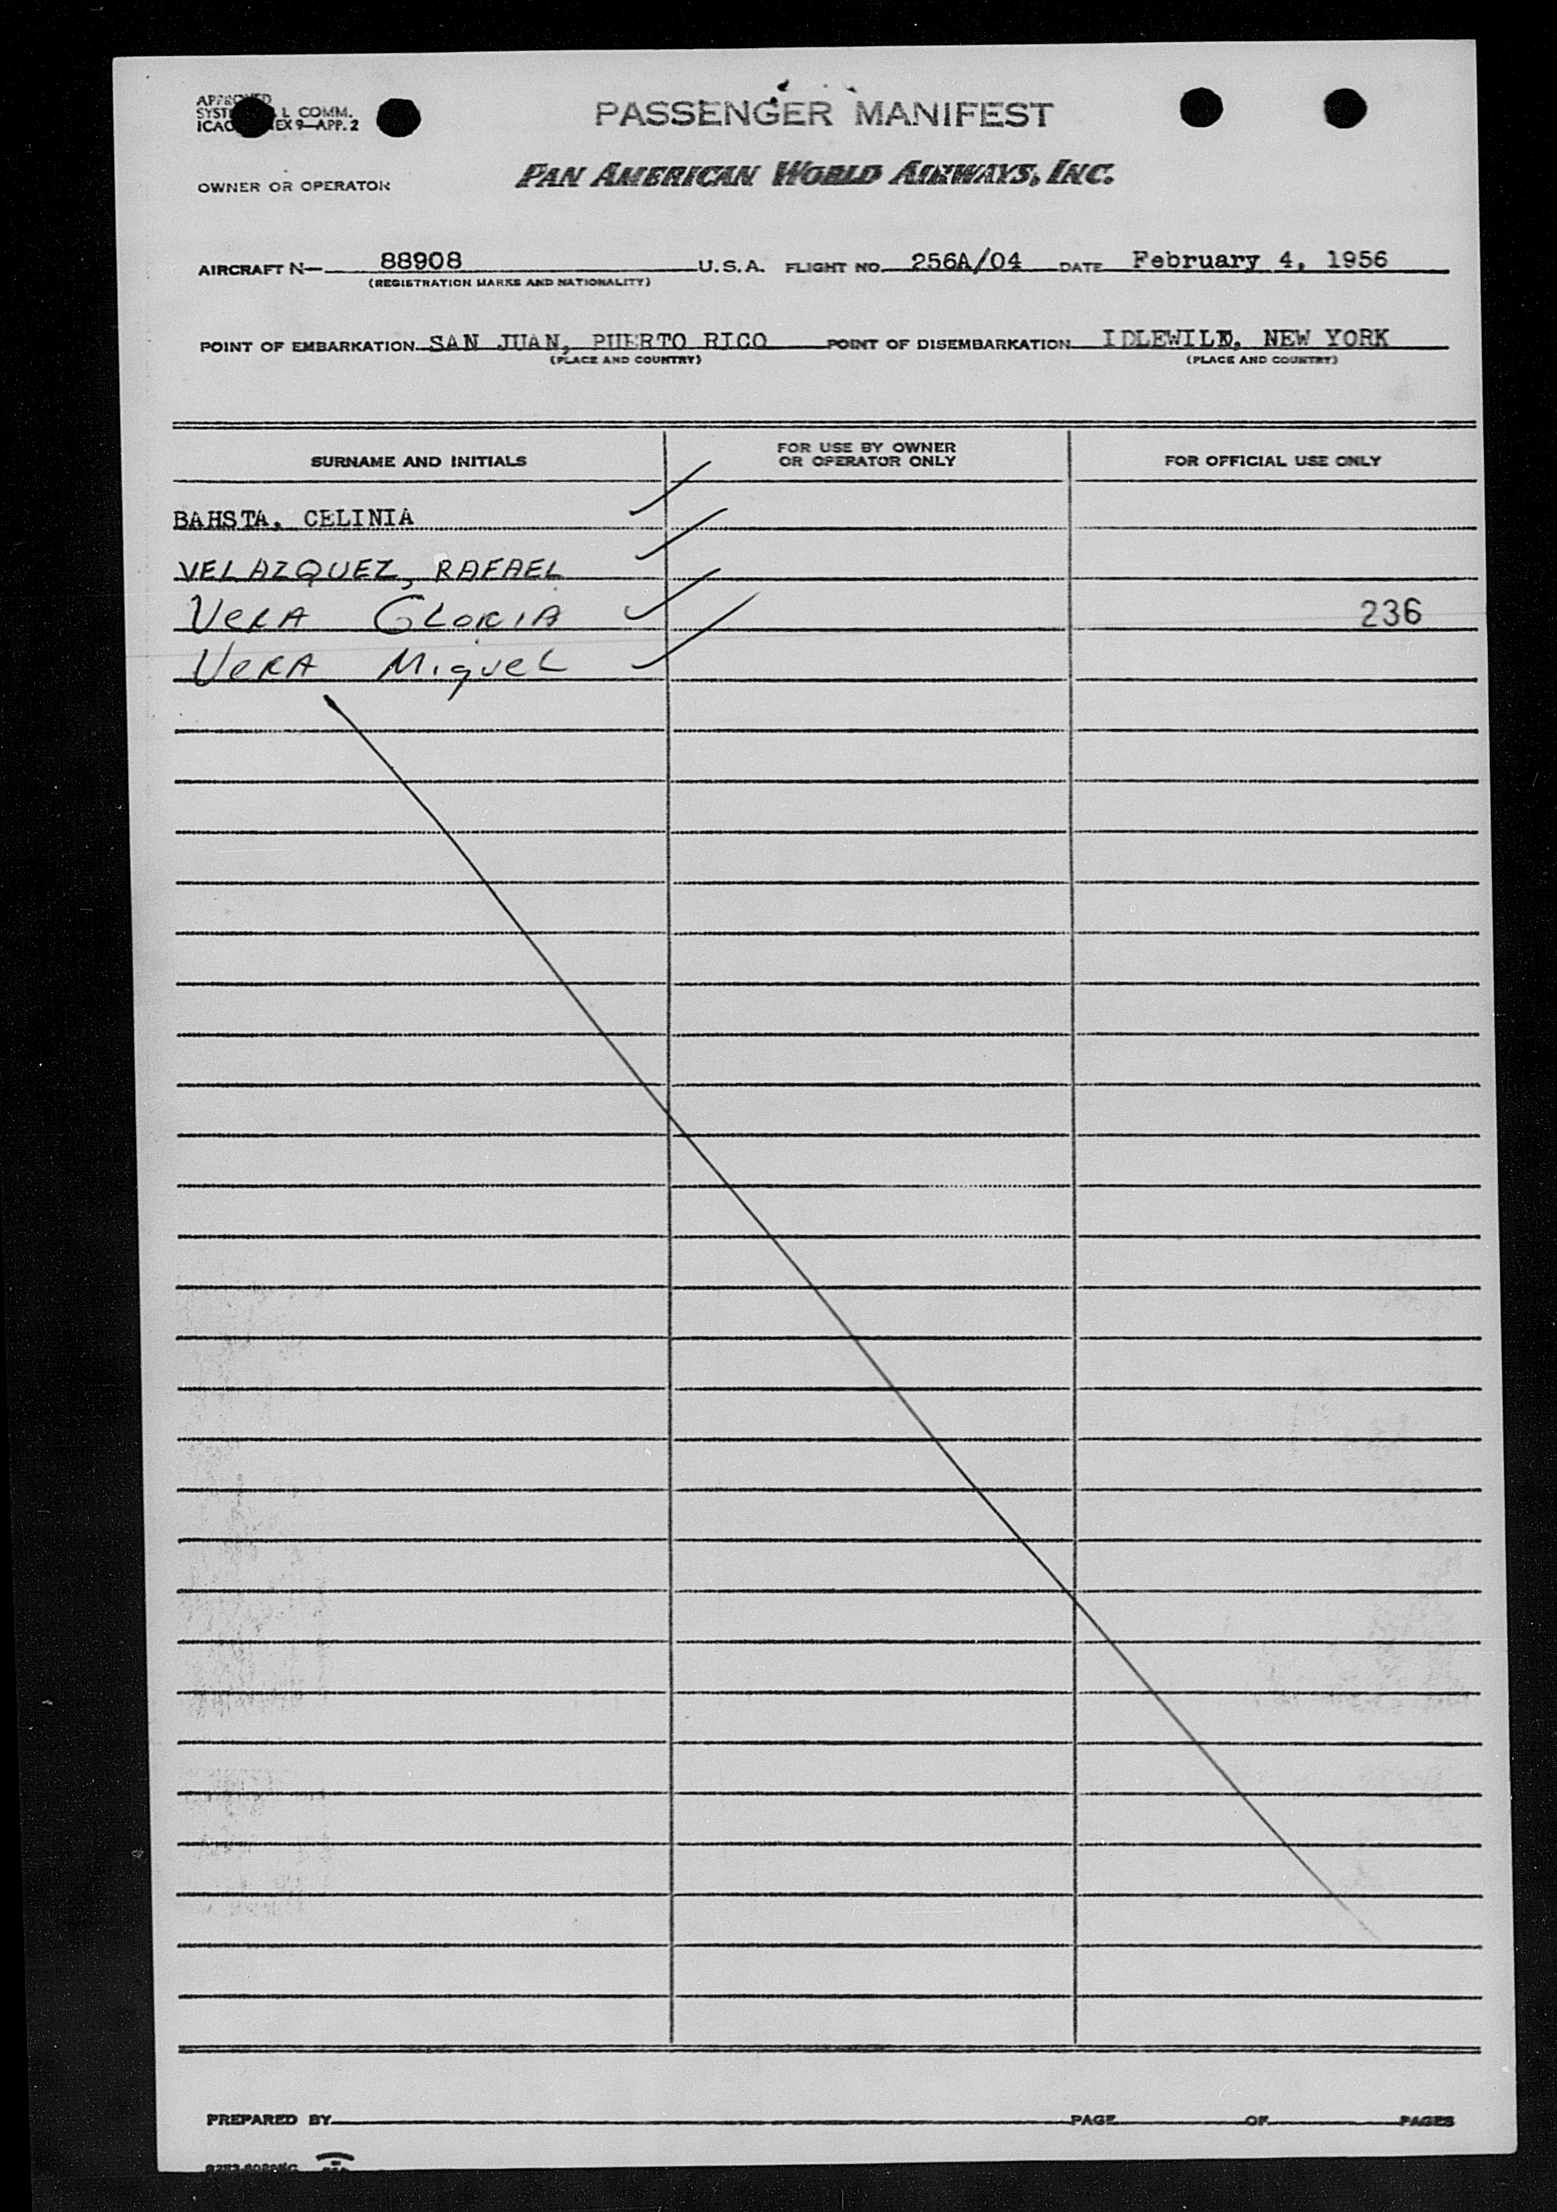 APPROVED
SYST L COMM.
ICAO EX 9—APP. 2
PASSENGER MANIFEST
OWNER OR OPERATOR PAN AMERICAN WORLD AIRWAYS, INC.
AIRCRAFT N— 88908 U.S.A. FLIGHT NO. 256A/04 DATE February 4, 1956
(REGISTRATION MARKS AND NATIONALITY)
POINT OF EMBARKATION SAN JUAN, PUERTO RICO POINT OF DISEMBARKATION IDLEWILD, NEW YORK
(PLACE AND COUNTRY) (PLACE AND COUNTRY)
SURNAME AND INITIALS FOR USE BY OWNER OR OPERATOR ONLY FOR OFFICIAL USE ONLY
BAHSTA, CELINIA
VELAZQUEZ, RAFAEL
VERA GLORIA 236
VERA MIGUEL
PREPARED BY PAGE OF PAGES